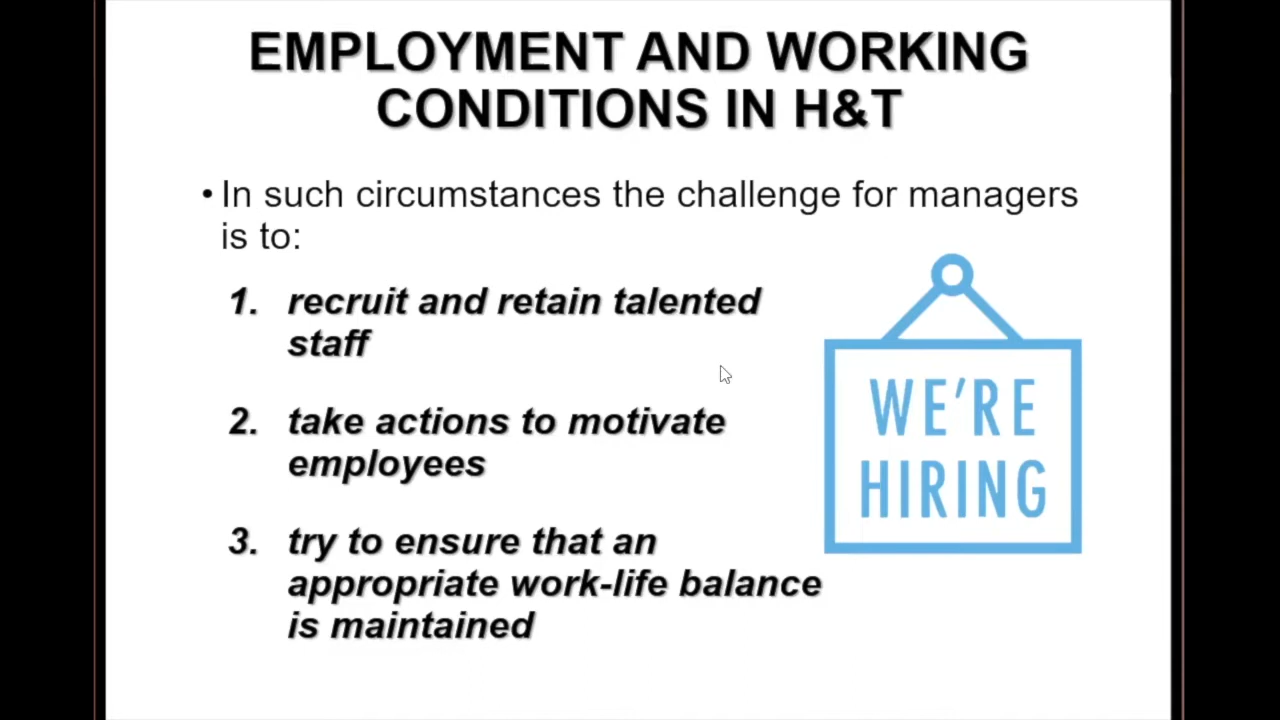 EMPLOYMENT AND WORKING
CONDITIONS IN H&T
• In such circumstances the challenge for managers
is to:
1. recruit and retain talented
staff
2. take actions to motivate
employees
3. try to ensure that an
appropriate work-life balance
is maintained
WE'RE
HIRING